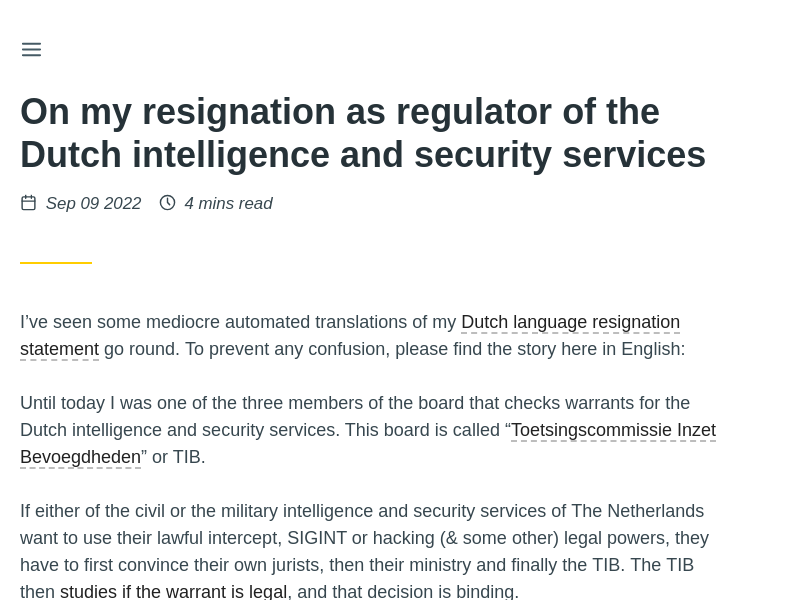 On my resignation as regulator of the
Dutch intelligence and security services
Sep 09 2022 4 mins read
I’ve seen some mediocre automated translations of my Dutch language resignation
statement go round. To prevent any confusion, please find the story here in English:
Until today I was one of the three members of the board that checks warrants for the
Dutch intelligence and security services. This board is called “Toetsingscommissie Inzet
Bevoegdheden” or TIB.
If either of the civil or the military intelligence and security services of The Netherlands
want to use their lawful intercept, SIGINT or hacking (& some other) legal powers, they
have to first convince their own jurists, then their ministry and finally the TIB. The TIB
then studies if the warrant is legal, and that decision is binding.